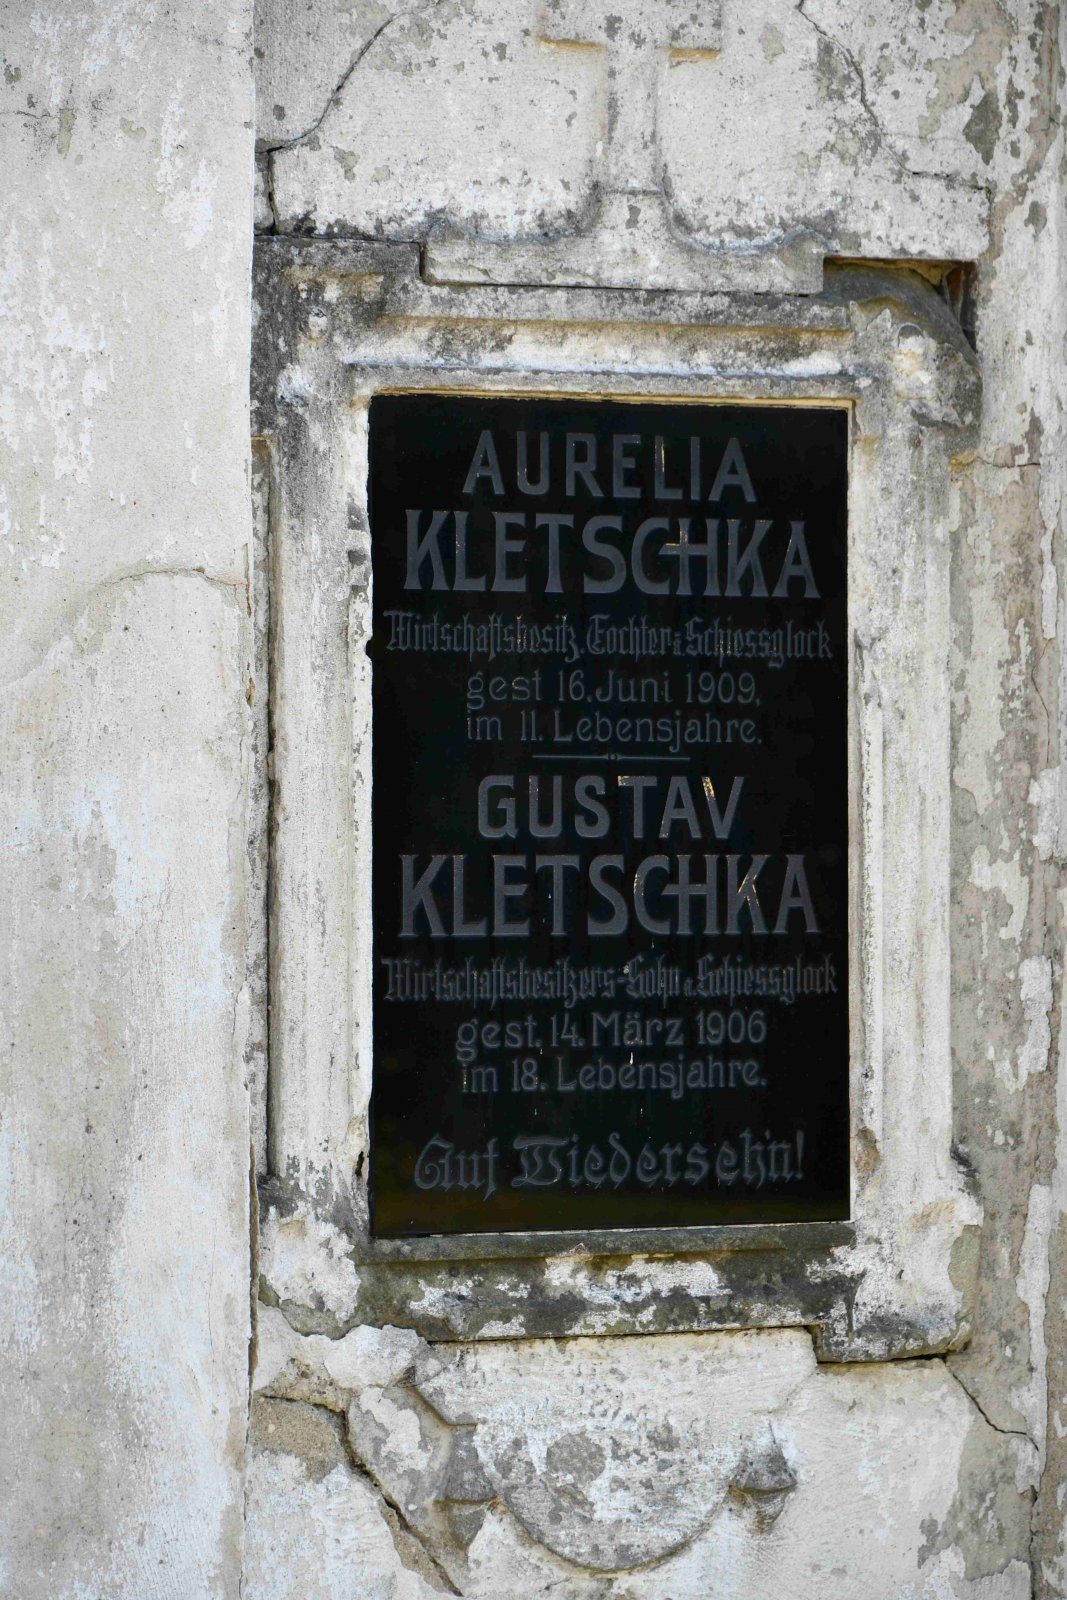 AURELIA
KLETSCHKA
Wirtschaftsbesitz. Tochter a. Schiessglock
gest 16. Juni 1909,
im 11. Lebensjahre.
GUSTAV
KLETSCHKA
Wirtschaftsbesitzers-Sohn a. Schiessglock
gest. 14. März 1906
im 18. Lebensjahre.
Auf Wiedersehn!